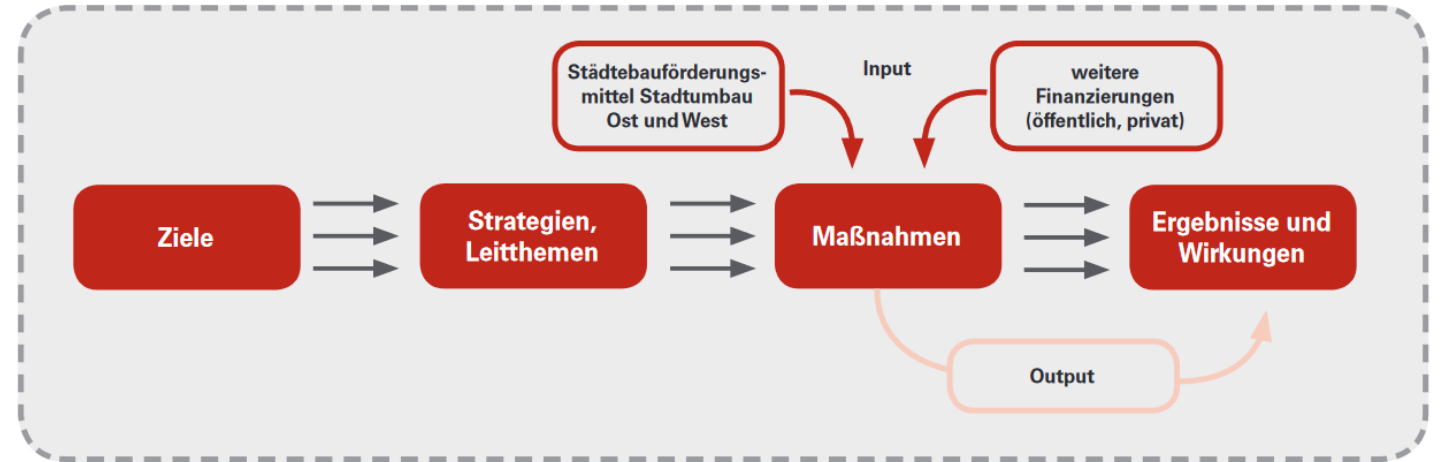 Städtebauförderungs-
mittel Stadtumbau
Ost und West
Input
weitere
Finanzierungen
(öffentlich, privat)
Ziele
Strategien,
Leitthemen
Maßnahmen
Ergebnisse und
Wirkungen
Output